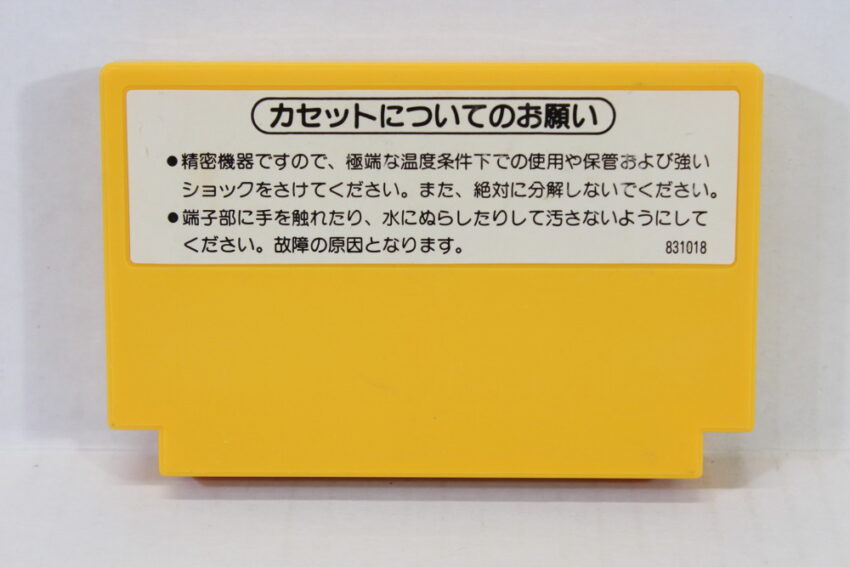 カセットについてのお願い
●精密機器ですので、極端な温度条件下での使用や保管および強い
ショックをさけてください。また、絶対に分解しないでください。
●端子部に手を触れたり、水にぬらしたりして汚さないようにして
ください。故障の原因となります。 831018